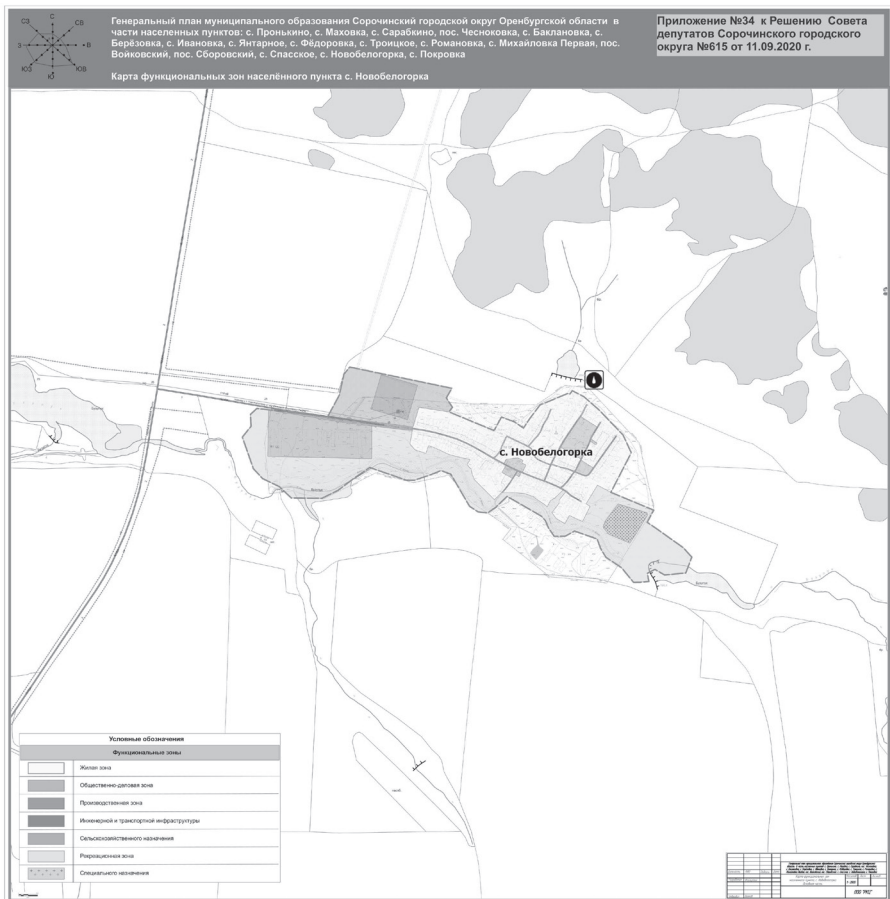 С
СВ
В
ЮВ
Ю
ЮЗ
З
СЗ
Генеральный план муниципального образования Сорочинский городской округ Оренбургской области в
части населенных пунктов: с. Пронькино, с. Маховка, с. Сарабкино, пос. Чесноковка, с. Баклановка, с.
Берёзовка, с. Ивановка, с. Янтарное, с. Фёдоровка, с. Троицкое, с. Романовка, с. Михайловка Первая, пос.
Войковский, пос. Сборовский, с. Спасское, с. Новобелогорка, с. Покровка
Карта функциональных зон населённого пункта с. Новобелогорка
Приложение №34 к Решению Совета
депутатов Сорочинского городского
округа №615 от 11.09.2020 г.
с. Новобелогорка
Условные обозначения
Функциональные зоны
Жилая зона
Общественно-деловая зона
Производственная зона
Инженерной и транспортной инфраструктуры
Сельскохозяйственного назначения
Рекреационная зона
Специального назначения